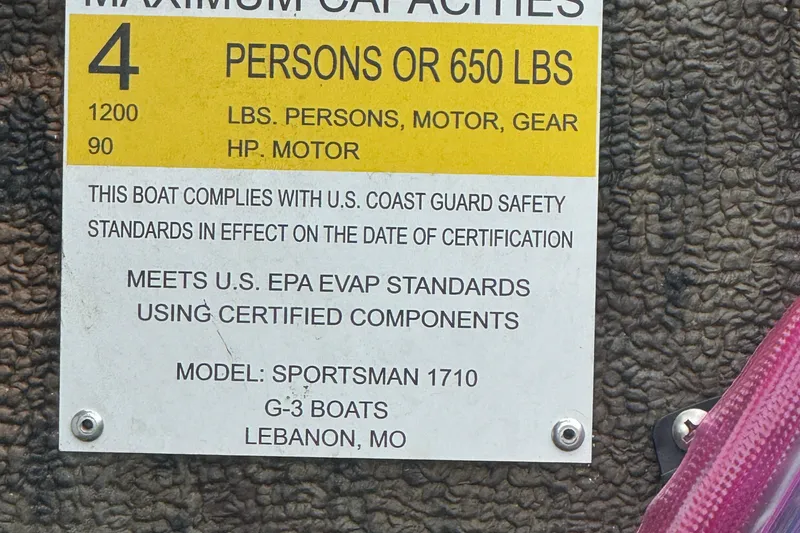 MAXIMUM CAPACITIES
4 PERSONS OR 650 LBS
1200 LBS. PERSONS, MOTOR, GEAR
90 HP. MOTOR
THIS BOAT COMPLIES WITH U.S. COAST GUARD SAFETY
STANDARDS IN EFFECT ON THE DATE OF CERTIFICATION
MEETS U.S. EPA EVAP STANDARDS
USING CERTIFIED COMPONENTS
MODEL: SPORTSMAN 1710
G-3 BOATS
LEBANON, MO